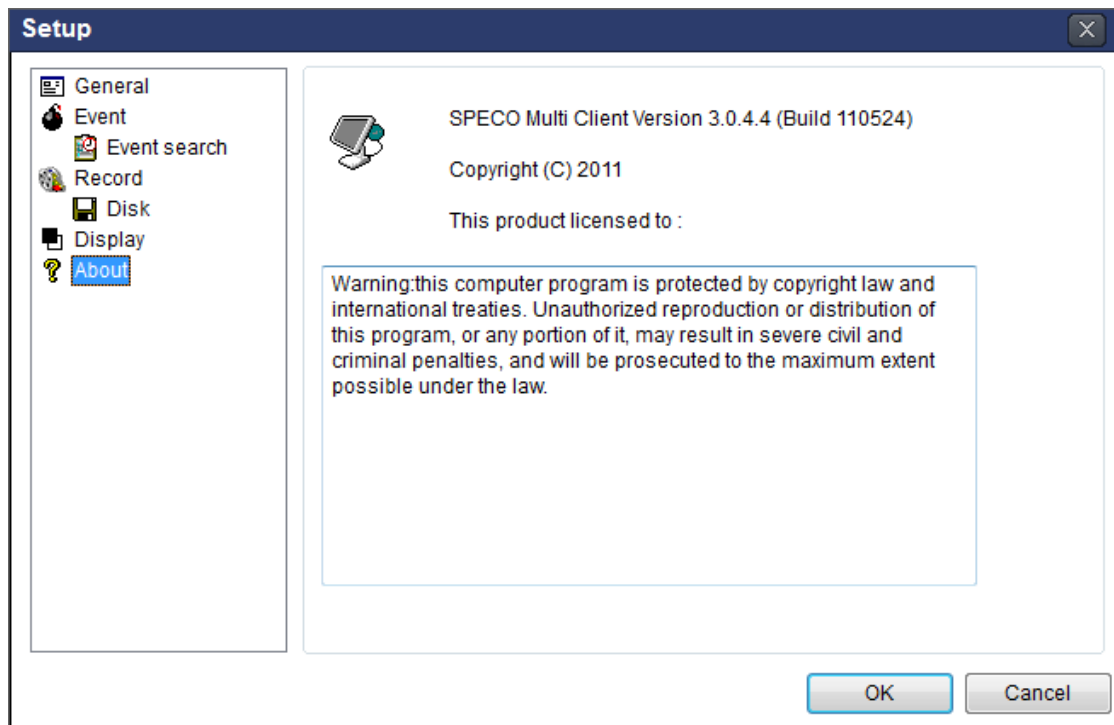 Setup
General
Event
Event search
Record
Disk
Display
About
SPECO Multi Client Version 3.0.4.4 (Build 110524)
Copyright (C) 2011
This product licensed to :
Warning:this computer program is protected by copyright law and
international treaties. Unauthorized reproduction or distribution of
this program, or any portion of it, may result in severe civil and
criminal penalties, and will be prosecuted to the maximum extent
possible under the law.
OK
Cancel